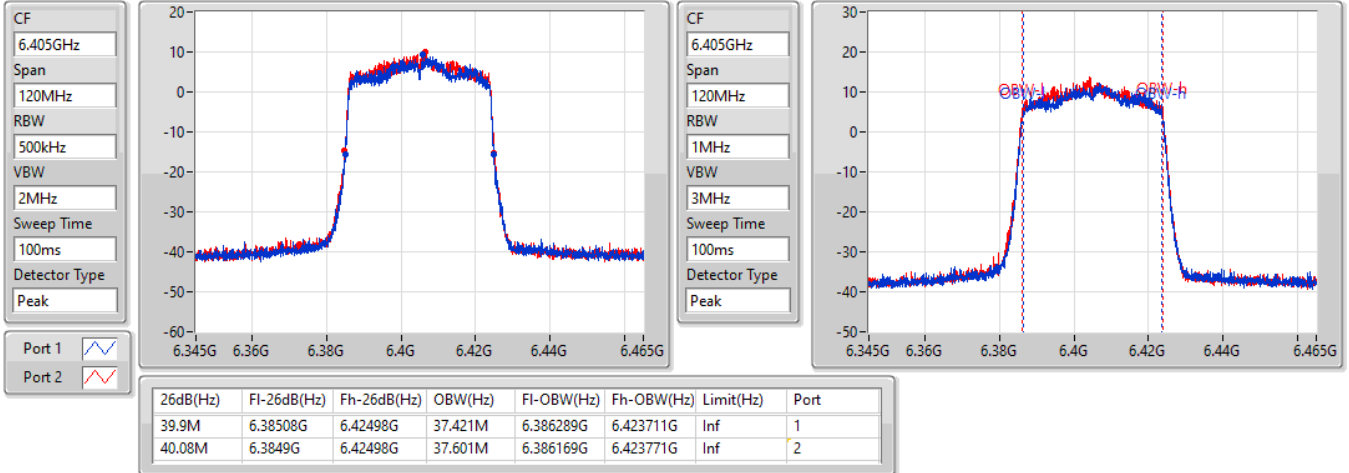 CF
6.405GHz
Span
120MHz
RBW
500kHz
VBW
2MHz
Sweep Time
100ms
Detector Type
Peak
Port 1
Port 2
20-
10-
0-
-10-
-20-
-30-
-40-
-50-
-60-
6.345G 6.36G 6.38G 6.4G 6.42G 6.44G 6.465G
CF
6.405GHz
Span
120MHz
RBW
1MHz
VBW
3MHz
Sweep Time
100ms
Detector Type
Peak
30-
20-
10-
0-
-10-
-20-
-30-
-40-
-50-
OBW-l OBW-h
OBW-l OBW-h
6.345G 6.36G 6.38G 6.4G 6.42G 6.44G 6.465G
26dB(Hz) Fl-26dB(Hz) Fh-26dB(Hz) OBW(Hz) Fl-OBW(Hz) Fh-OBW(Hz) Limit(Hz) Port
39.9M 6.38508G 6.42498G 37.421M 6.386289G 6.423711G Inf 1
40.08M 6.3849G 6.42498G 37.601M 6.386169G 6.423771G Inf 2